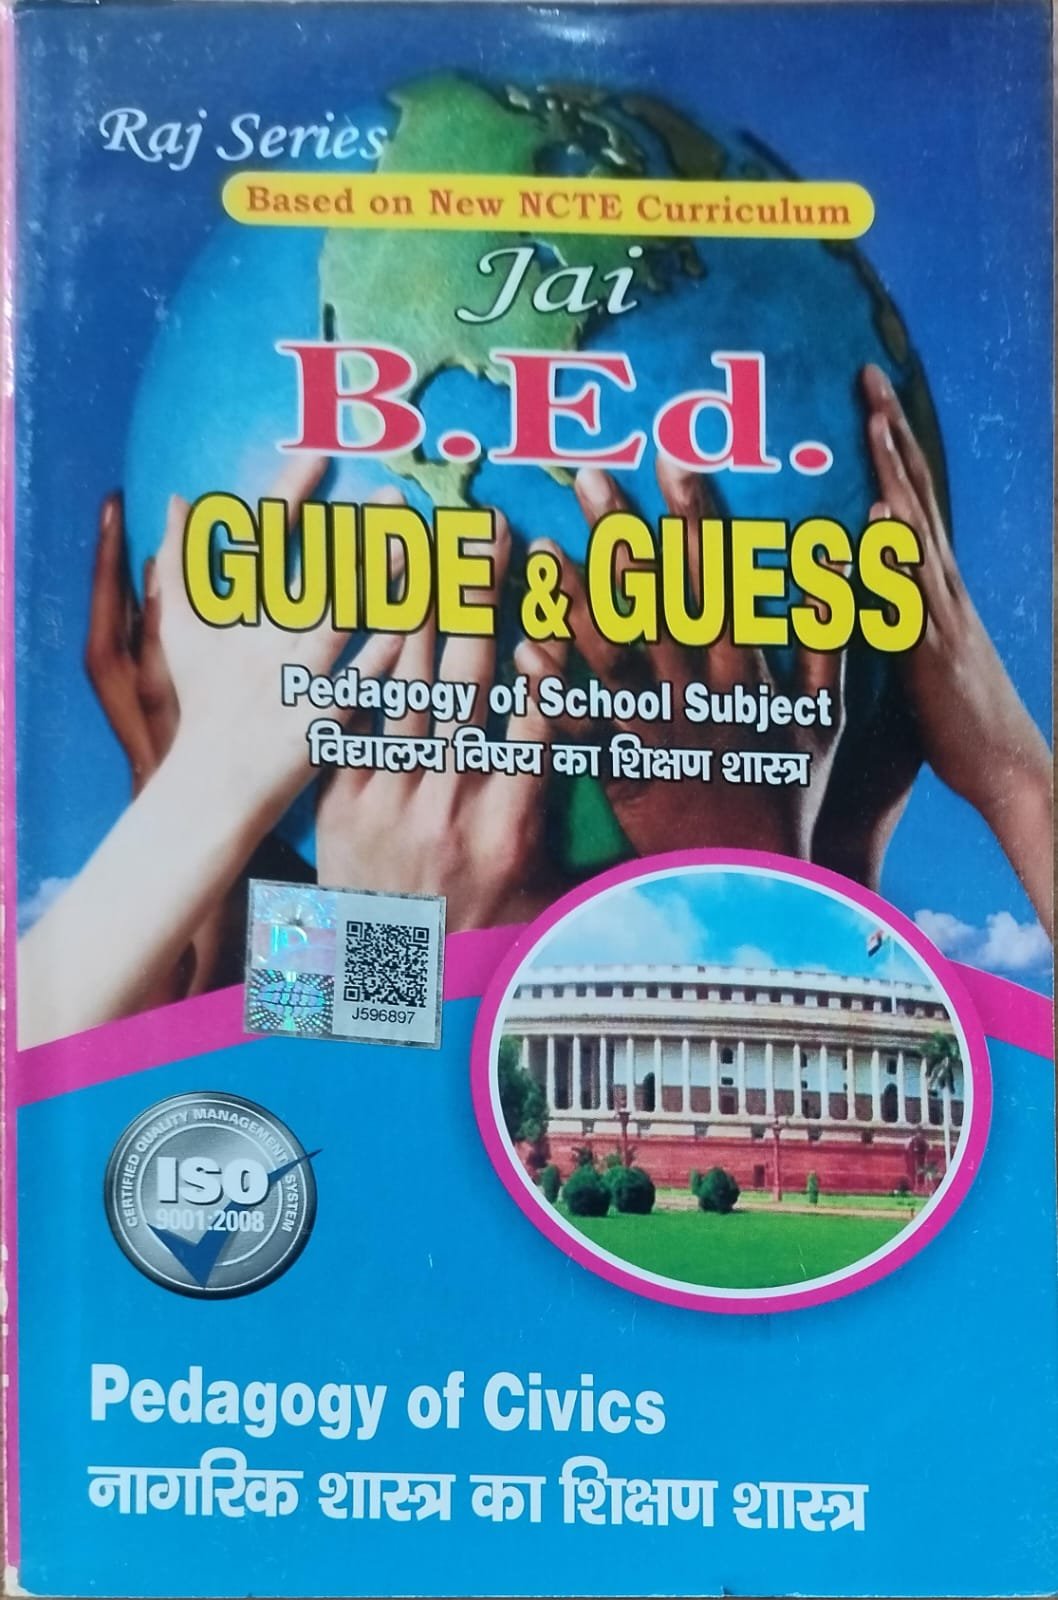 Raj Series
Based on New NCTE Curriculum
Jai
B.Ed.
GUIDE & GUESS
Pedagogy of School Subject
विद्यालय विषय का शिक्षण शास्त्र
J596897
CERTIFIED QUALITY MANAGEMENT SYSTEM
ISO
9001:2008
Pedagogy of Civics
नागरिक शास्त्र का शिक्षण शास्त्र